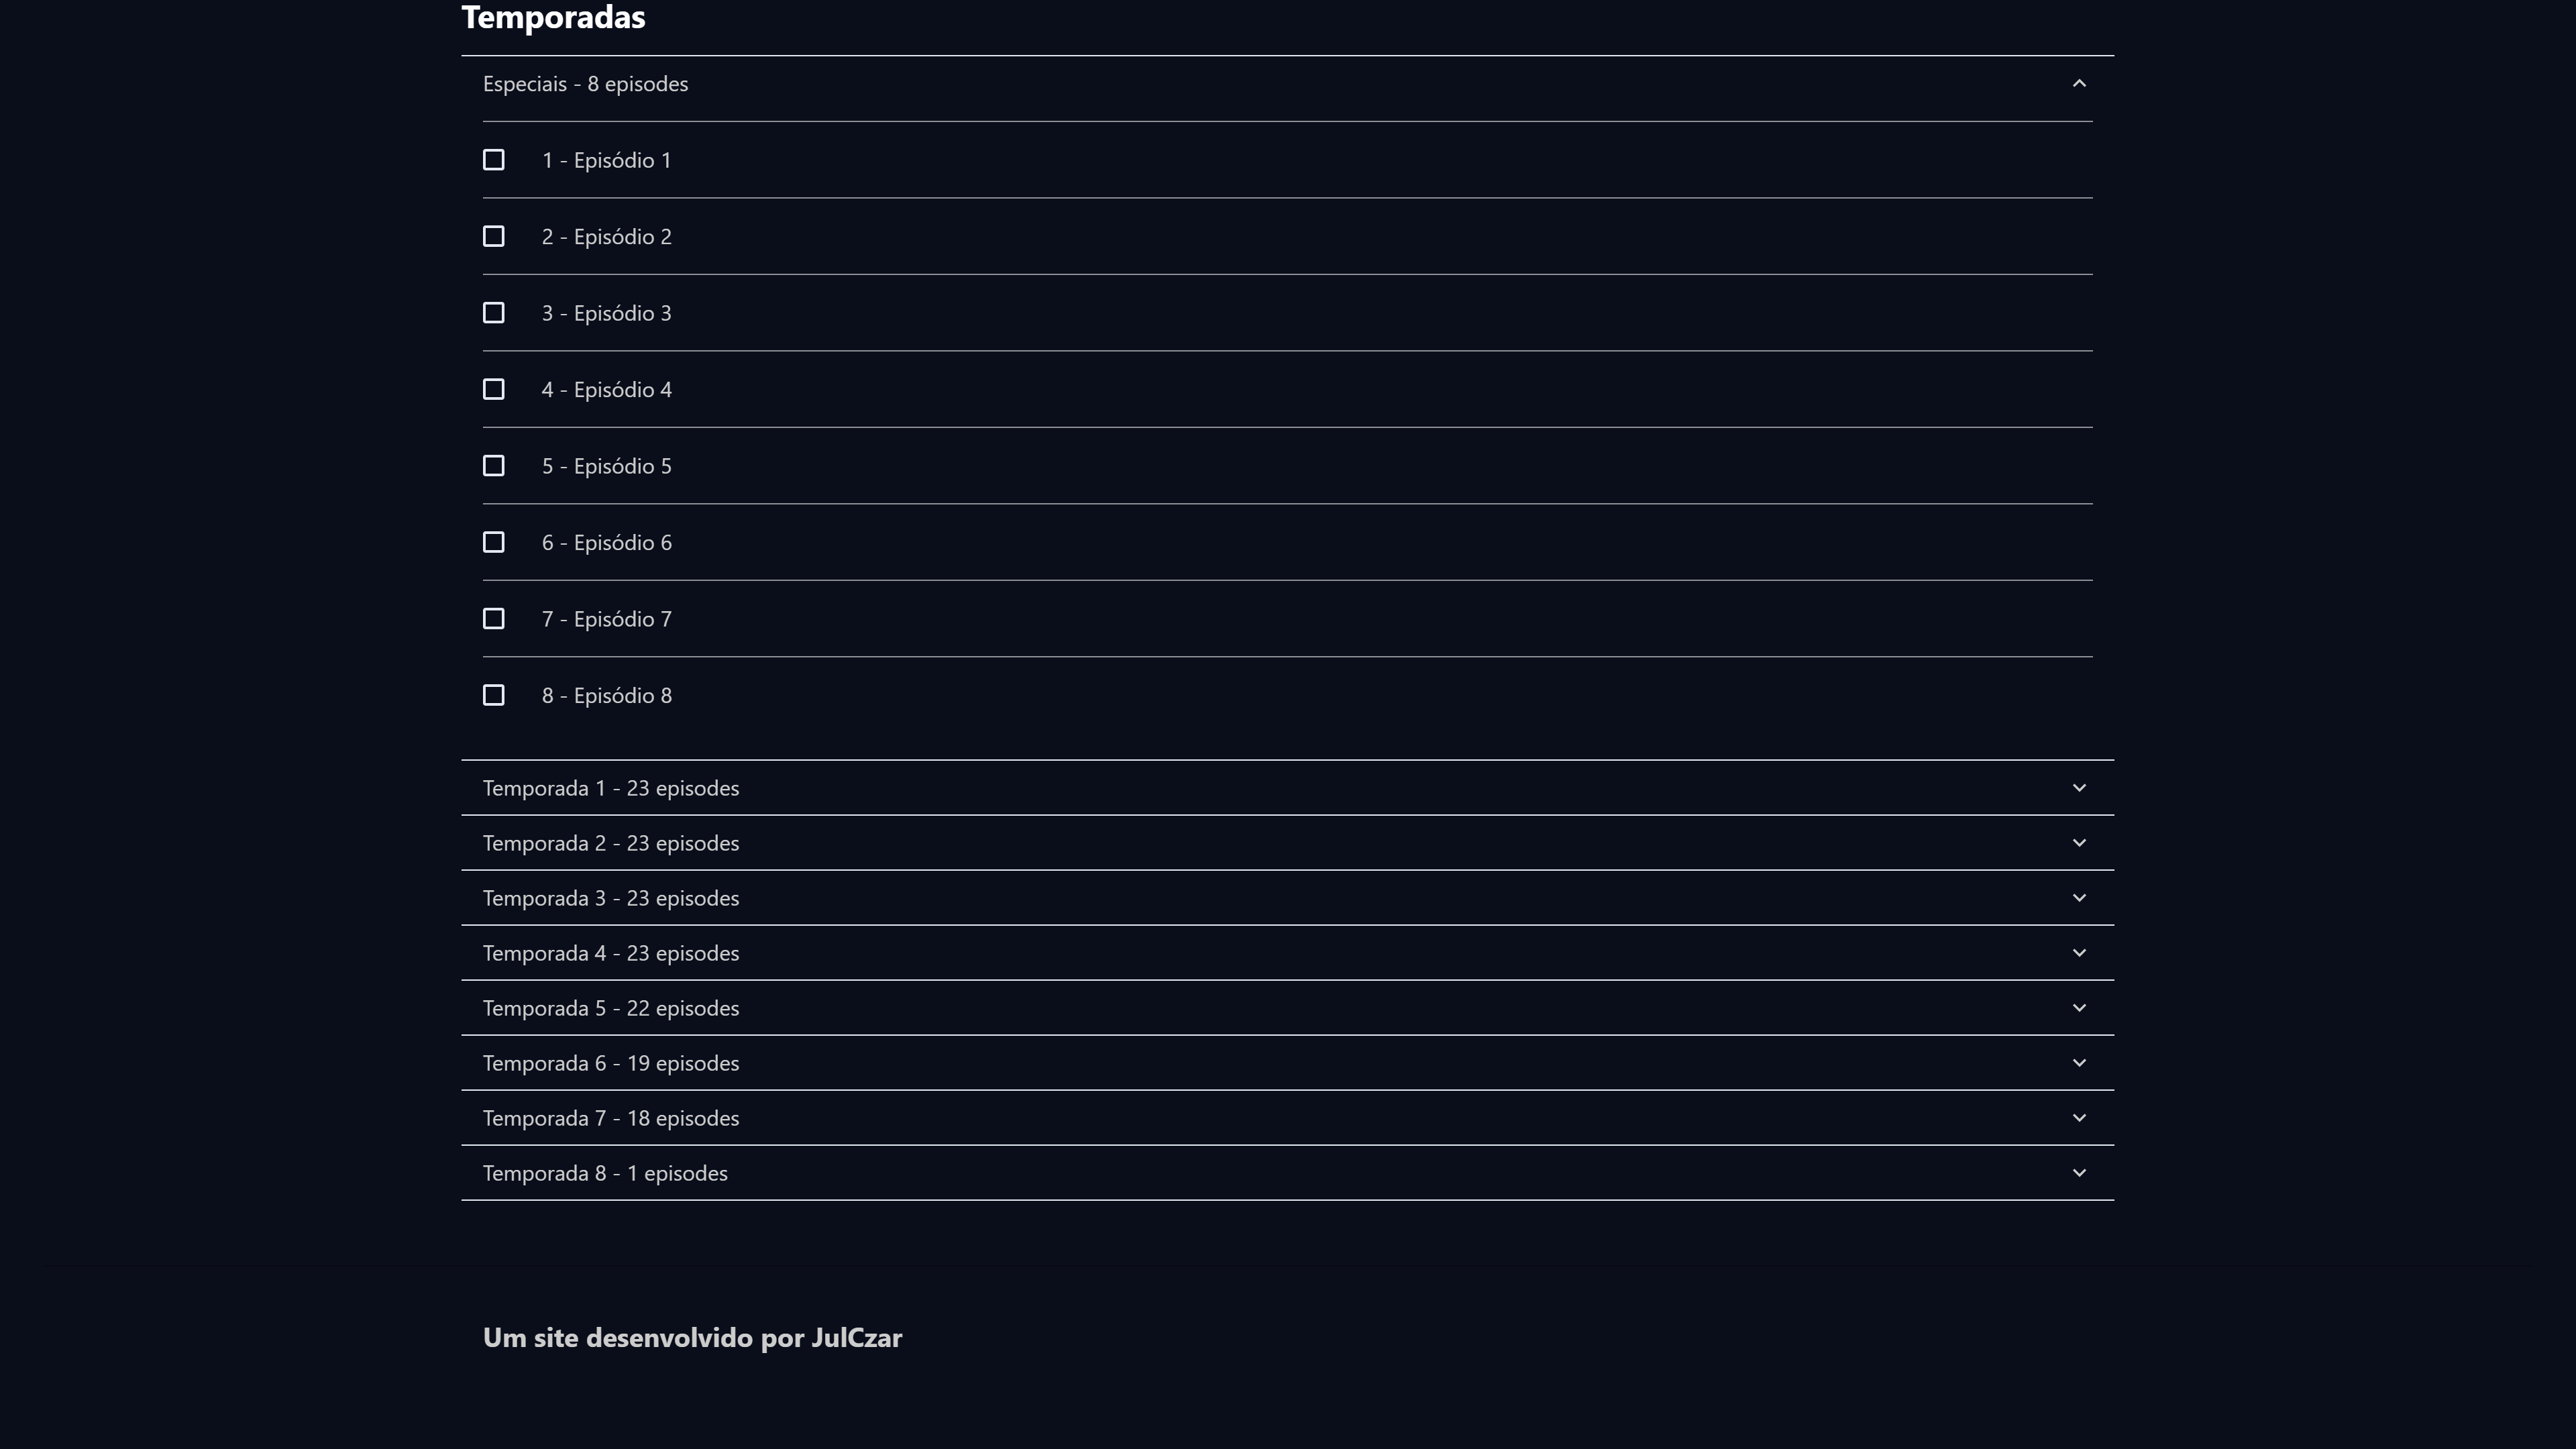 Temporadas
Especiais - 8 episodes
1 - Episódio 1
2 - Episódio 2
3 - Episódio 3
4 - Episódio 4
5 - Episódio 5
6 - Episódio 6
7 - Episódio 7
8 - Episódio 8
Temporada 1 - 23 episodes
Temporada 2 - 23 episodes
Temporada 3 - 23 episodes
Temporada 4 - 23 episodes
Temporada 5 - 22 episodes
Temporada 6 - 19 episodes
Temporada 7 - 18 episodes
Temporada 8 - 1 episodes
Um site desenvolvido por JulCzar